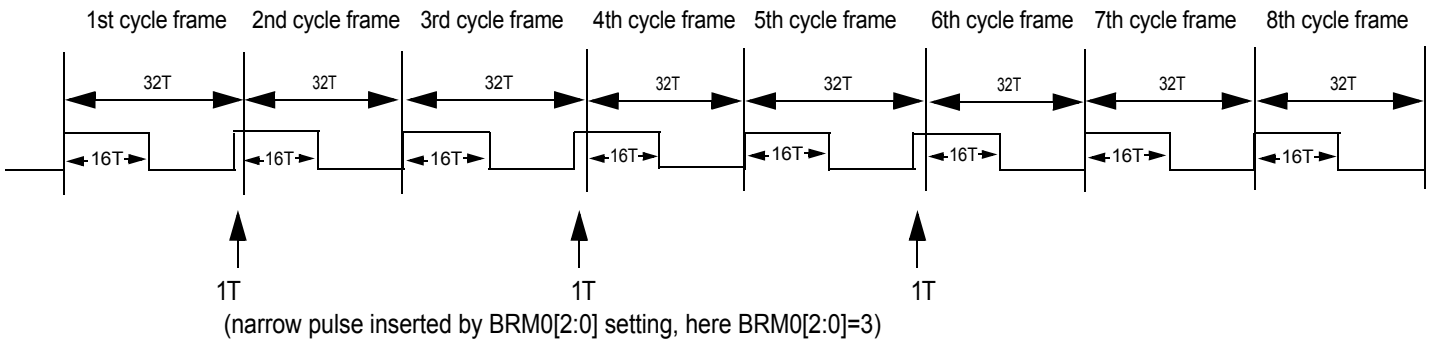 1st cycle frame 2nd cycle frame 3rd cycle frame 4th cycle frame 5th cycle frame 6th cycle frame 7th cycle frame 8th cycle frame
32T 32T 32T 32T 32T 32T 32T 32T
16T 16T 16T 16T 16T 16T 16T 16T
1T 1T 1T
(narrow pulse inserted by BRM0[2:0] setting, here BRM0[2:0]=3)